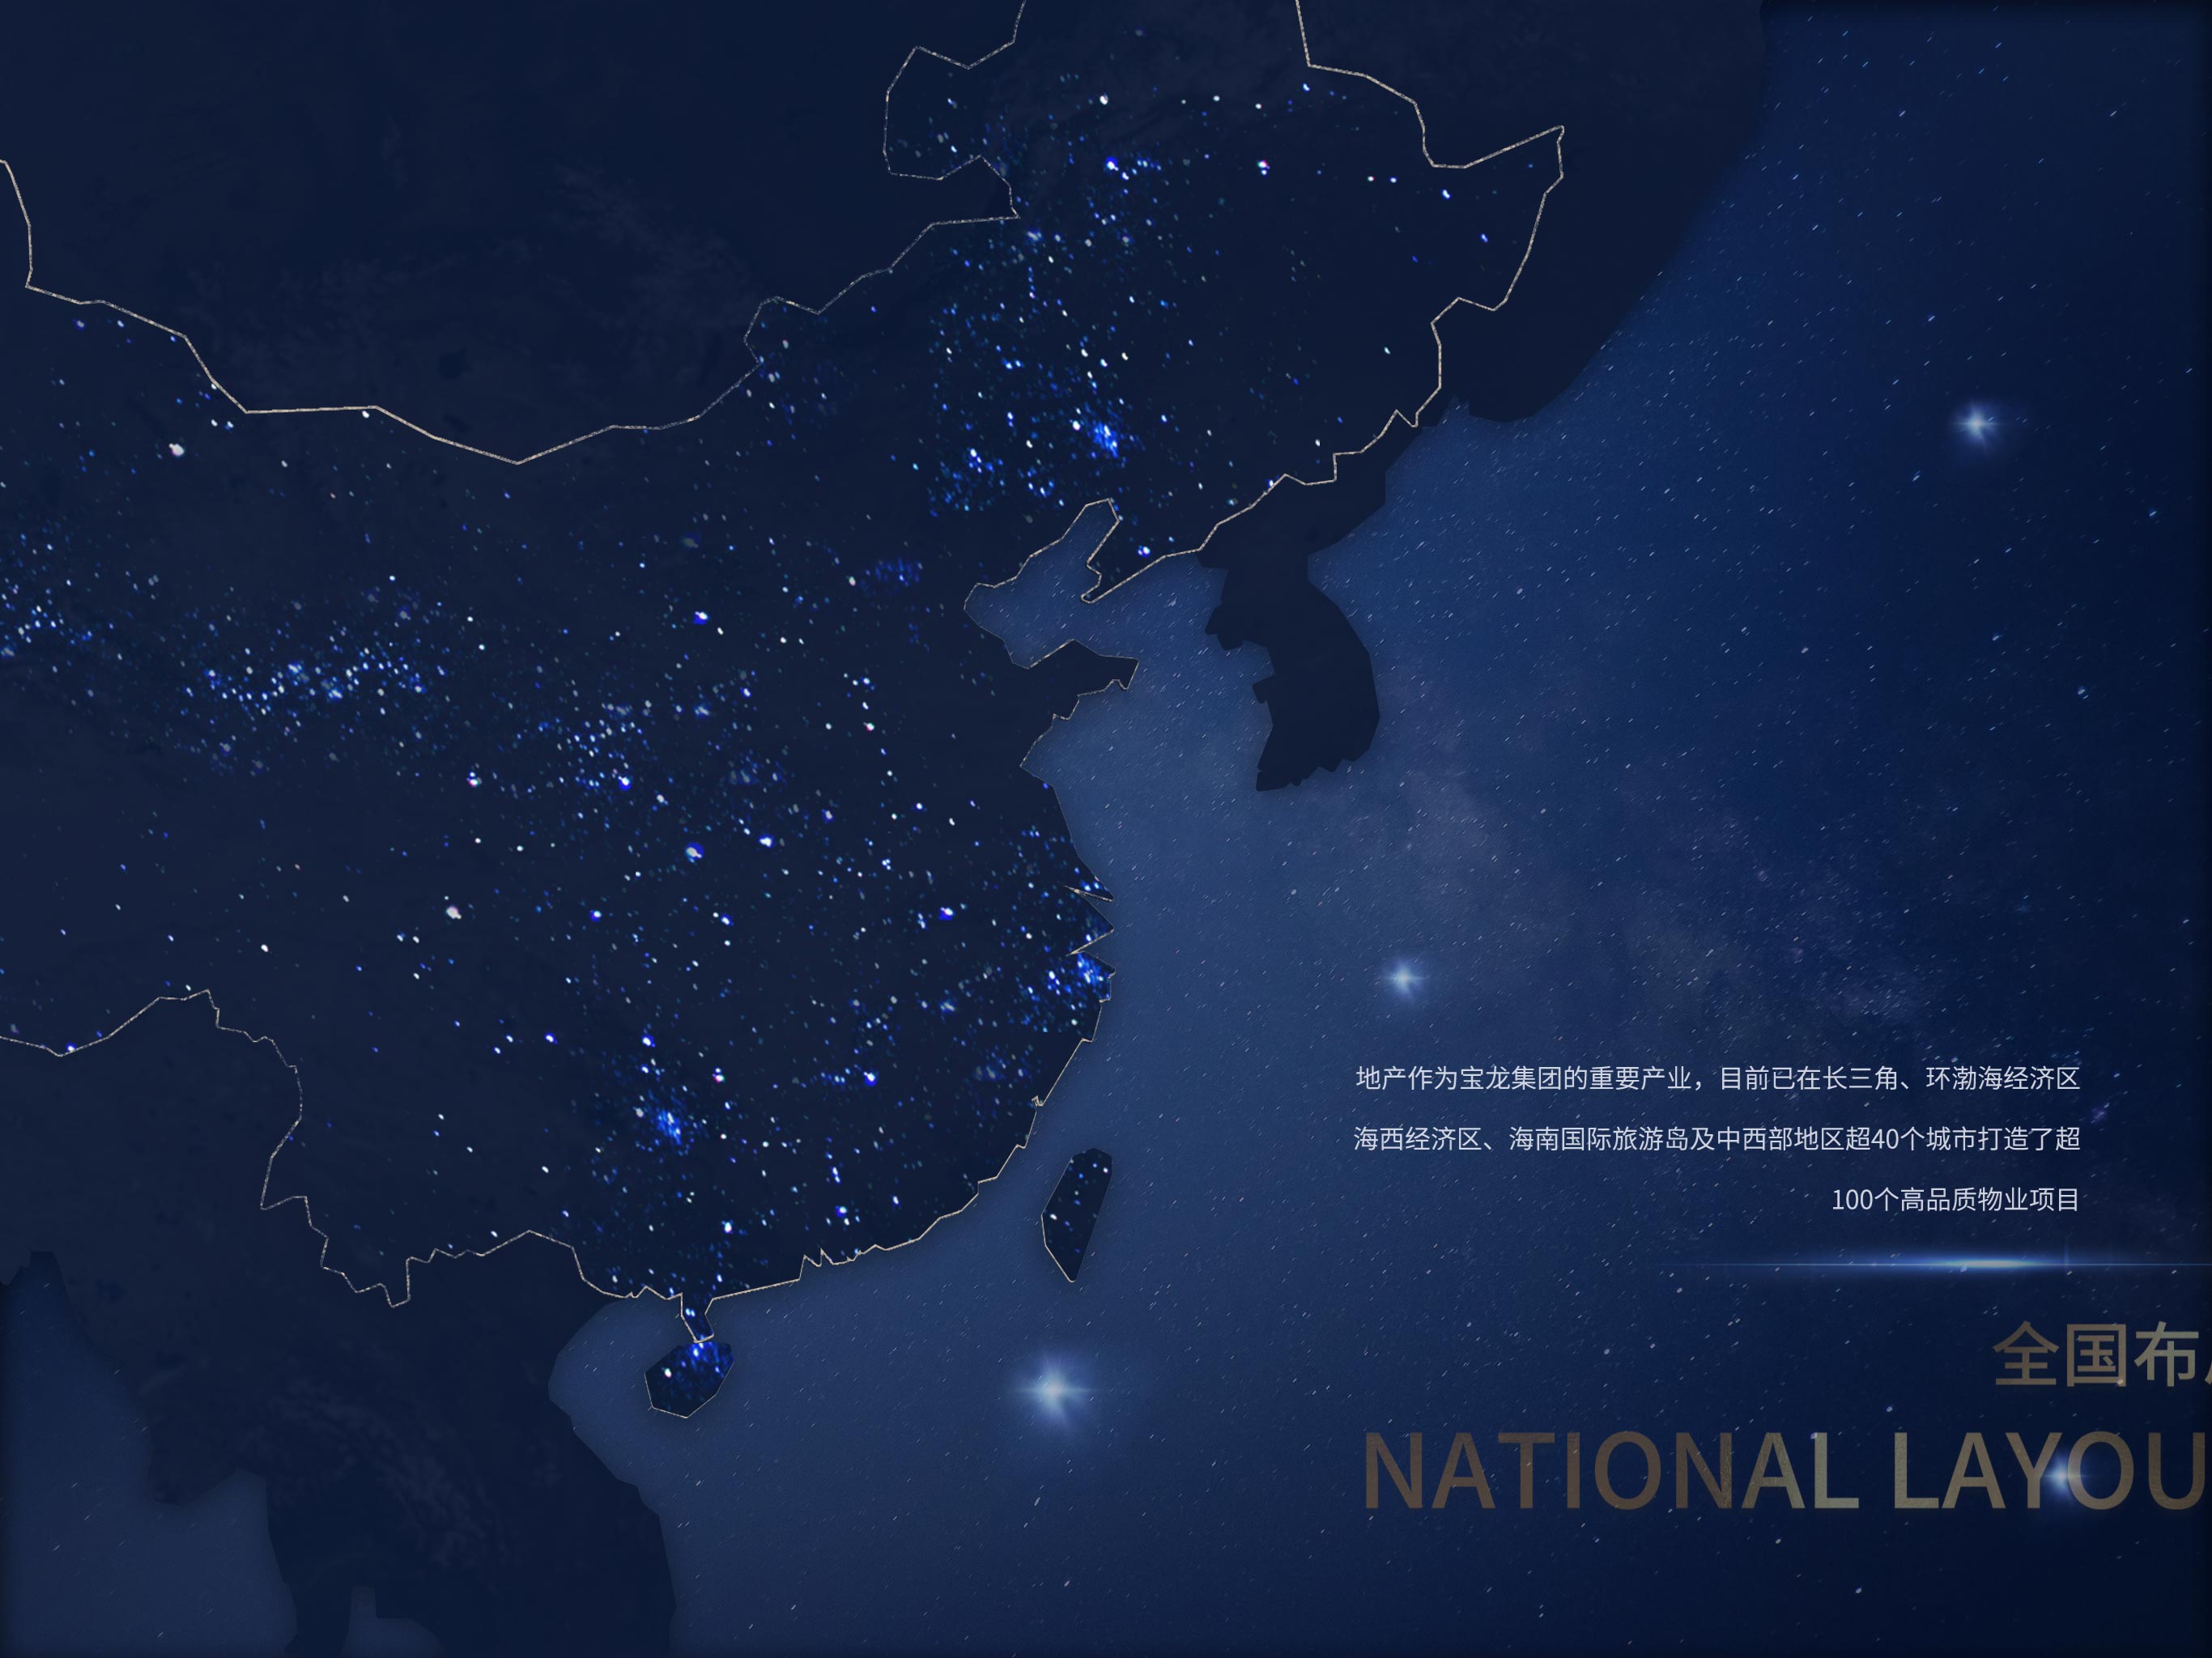 地产作为宝龙集团的重要产业，目前已在长三角、环渤海经济区
海西经济区、海南国际旅游岛及中西部地区超40个城市打造了超
100个高品质物业项目
全国布
NATIONAL LAYOU